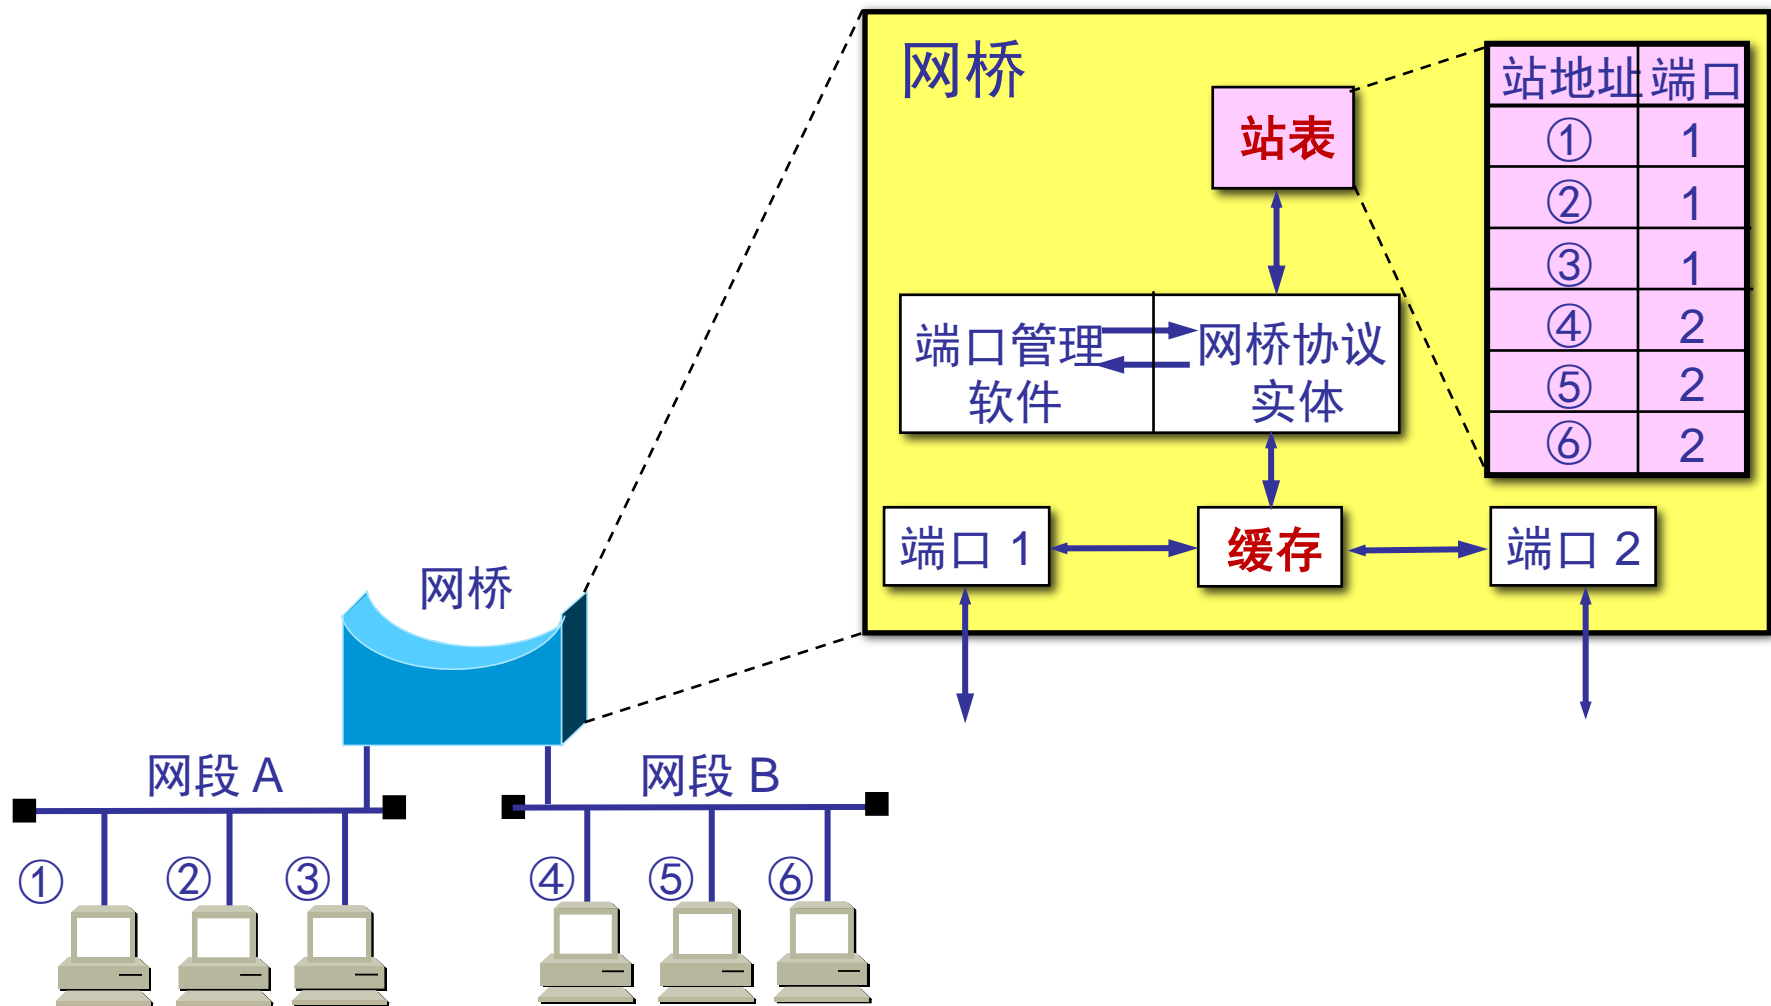 网桥
站表
站地址 端口
① 1
② 1
③ 1
④ 2
⑤ 2
⑥ 2
端口管理
软件
网桥协议
实体
端口 1
缓存
端口 2
网桥
网段 A
网段 B
① ② ③ ④ ⑤ ⑥